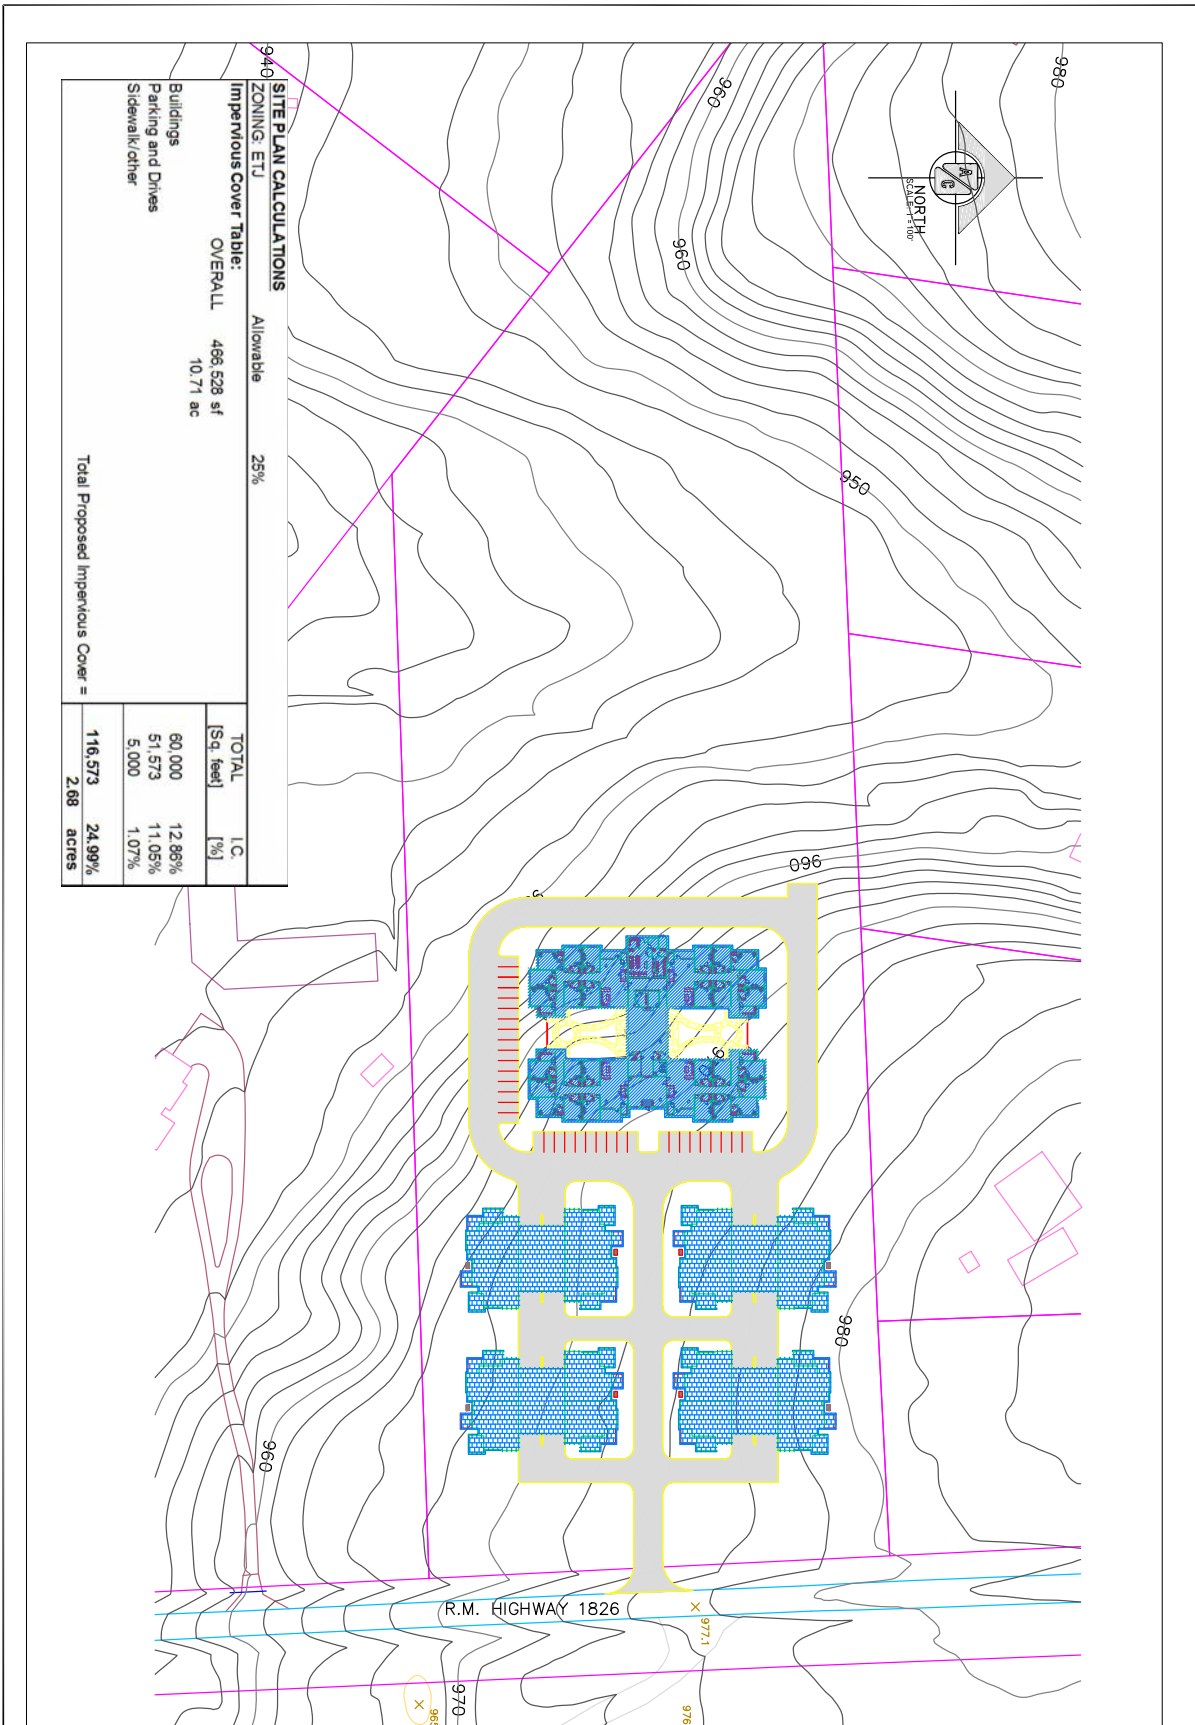 SITE PLAN CALCULATIONS
ZONING: ETJ Allowable 25%
Impervious Cover Table: TOTAL I.C.
OVERALL 466,528 sf [Sq. feet] [%]
10.71 ac
Buildings 60,000 12.86%
Parking and Drives 51,573 11.05%
Sidewalk/other 5,000 1.07%
Total Proposed Impervious Cover = 116,573 24.99%
2.68 acres
NORTH
SCALE: 1"=100'
A
C
940
960
980
960
950
960
980
960
R.M. HIGHWAY 1826
977.1
970
976